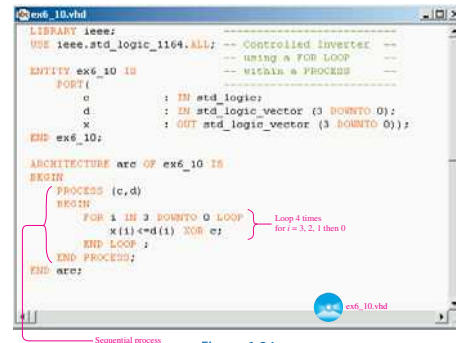 ex6_10.vhd
LIBRARY ieee; ----------------------
USE ieee.std_logic_1164.ALL; -- Controlled Inverter --
-- using a FOR LOOP
ENTITY ex6_10 IS -- within a PROCESS --
PORT( ----------------------
c : IN std_logic;
d : IN std_logic_vector (3 DOWNTO 0);
x : OUT std_logic_vector (3 DOWNTO 0));
END ex6_10;
ARCHITECTURE arc OF ex6_10 IS
BEGIN
PROCESS (c,d)
BEGIN
FOR i IN 3 DOWNTO 0 LOOP
x(i)<=d(i) XOR c;
END LOOP ;
END PROCESS;
END arc;
Loop 4 times
for i = 3, 2, 1 then 0
ex6_10.vhd
Sequential process